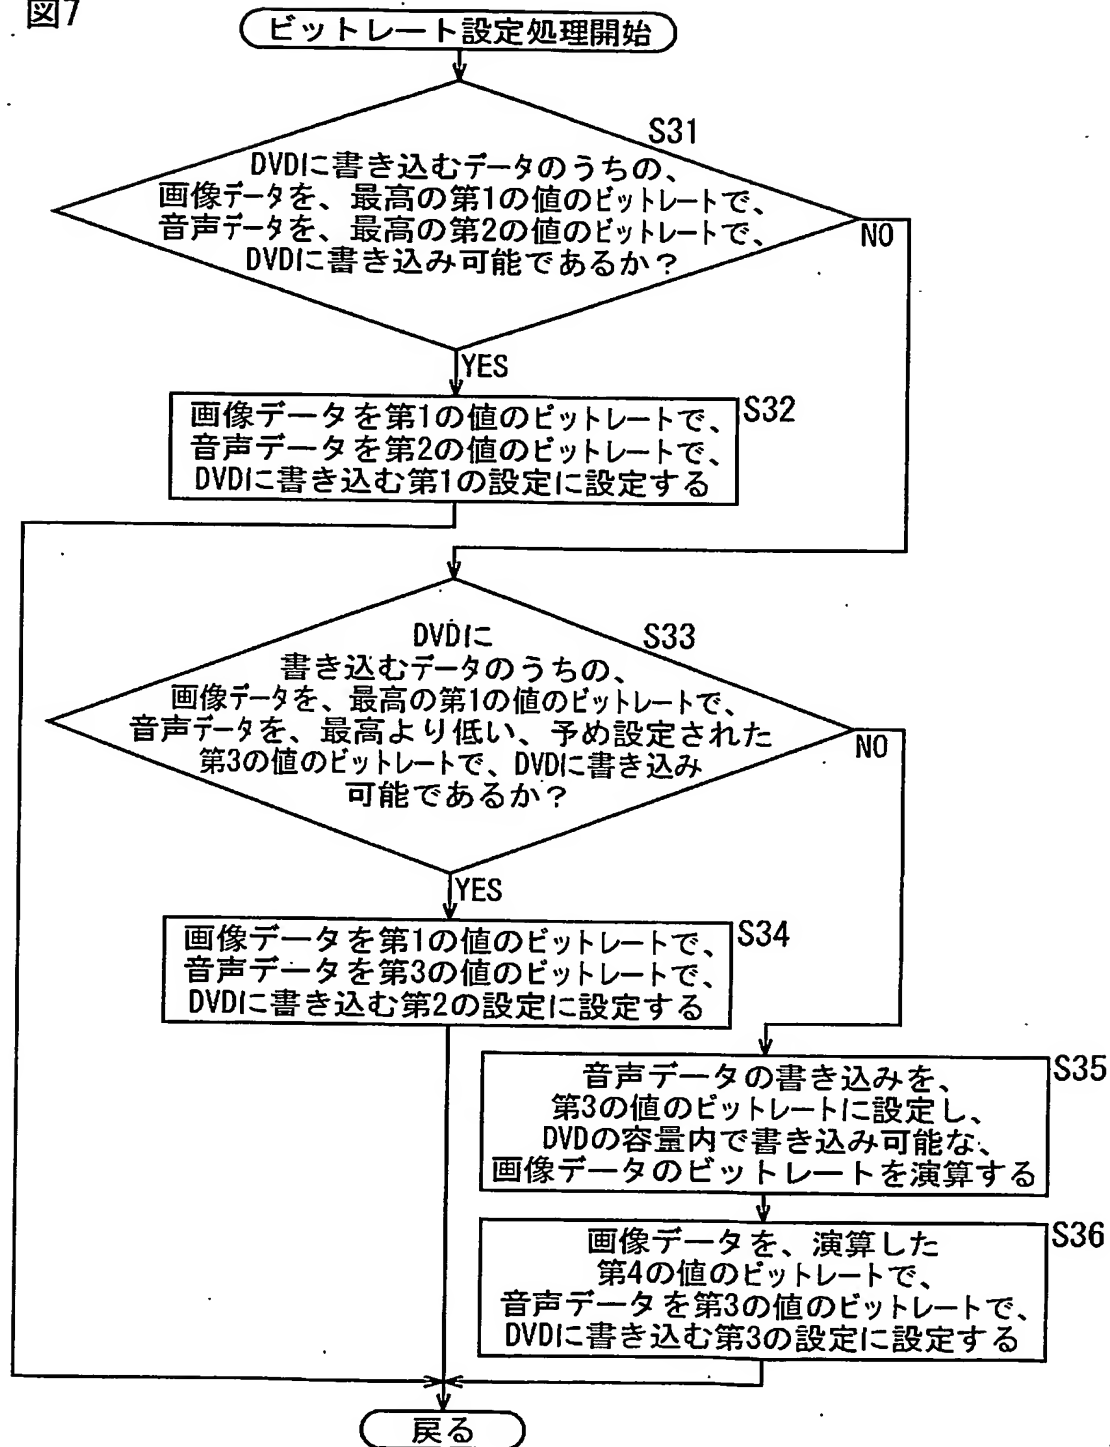 図7
ビットレート設定処理開始
S31
DVDに書き込むデータのうちの、
画像データを、最高の第1の値のビットレートで、
音声データを、最高の第2の値のビットレートで、
DVDに書き込み可能であるか？
NO
YES
S32
画像データを第1の値のビットレートで、
音声データを第2の値のビットレートで、
DVDに書き込む第1の設定に設定する
DVDに
S33
書き込むデータのうちの、
画像データを、最高の第1の値のビットレートで、
音声データを、最高より低い、予め設定された
第3の値のビットレートで、DVDに書き込み
可能であるか？
NO
YES
S34
画像データを第1の値のビットレートで、
音声データを第3の値のビットレートで、
DVDに書き込む第2の設定に設定する
S35
音声データの書き込みを、
第3の値のビットレートに設定し、
DVDの容量内で書き込み可能な、
画像データのビットレートを演算する
S36
画像データを、演算した
第4の値のビットレートで、
音声データを第3の値のビットレートで、
DVDに書き込む第3の設定に設定する
戻る